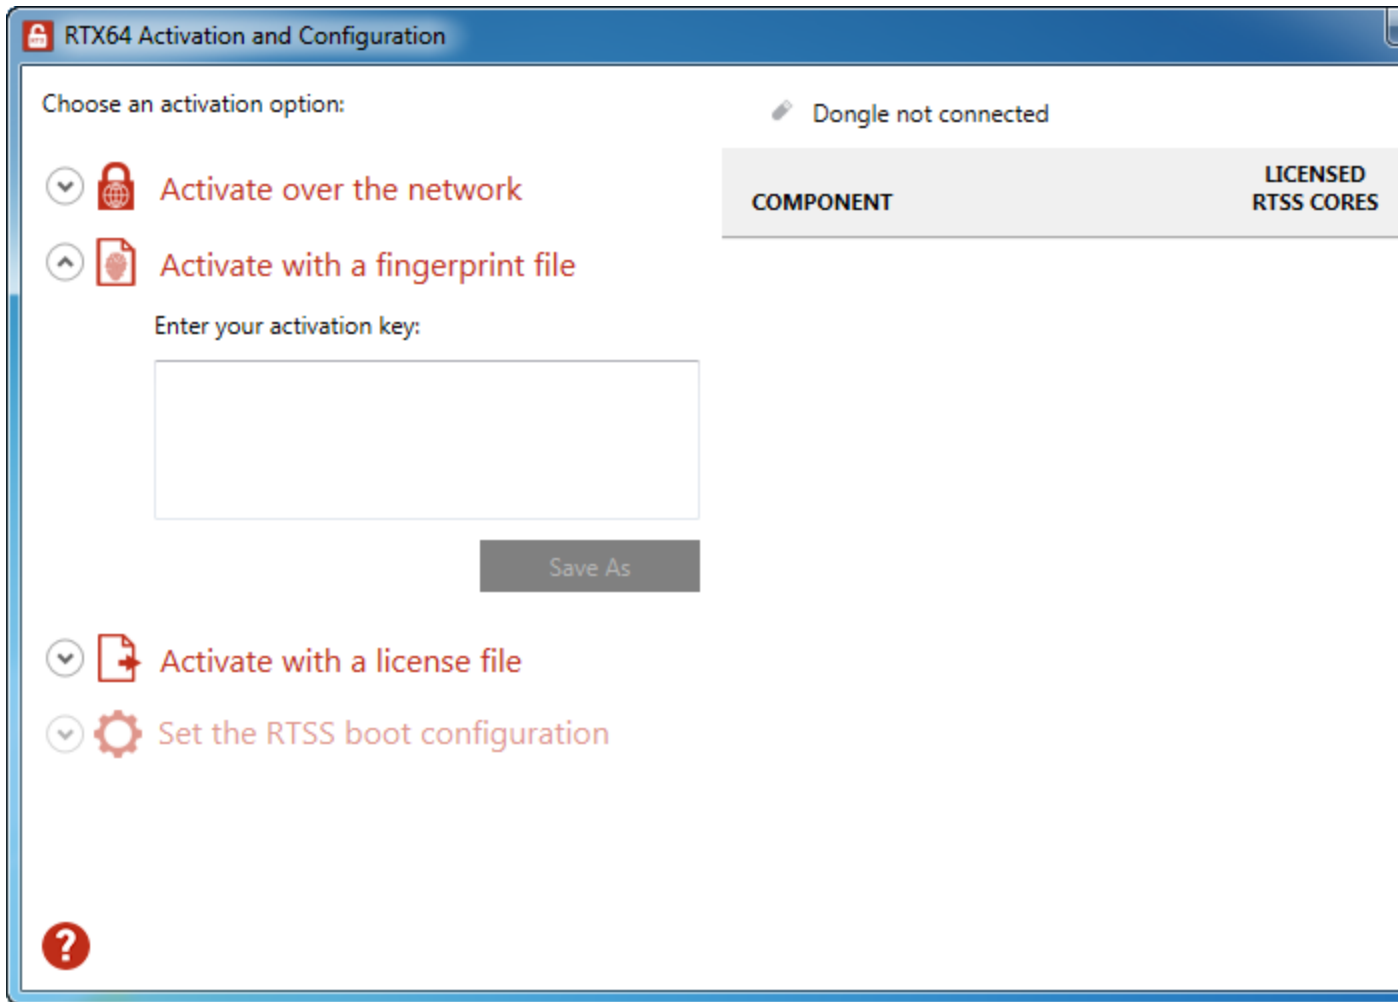 RTX64 Activation and Configuration
Choose an activation option:
Activate over the network
Activate with a fingerprint file
Enter your activation key:
Save As
Activate with a license file
Set the RTSS boot configuration
?
Dongle not connected
COMPONENT
LICENSED
RTSS CORES